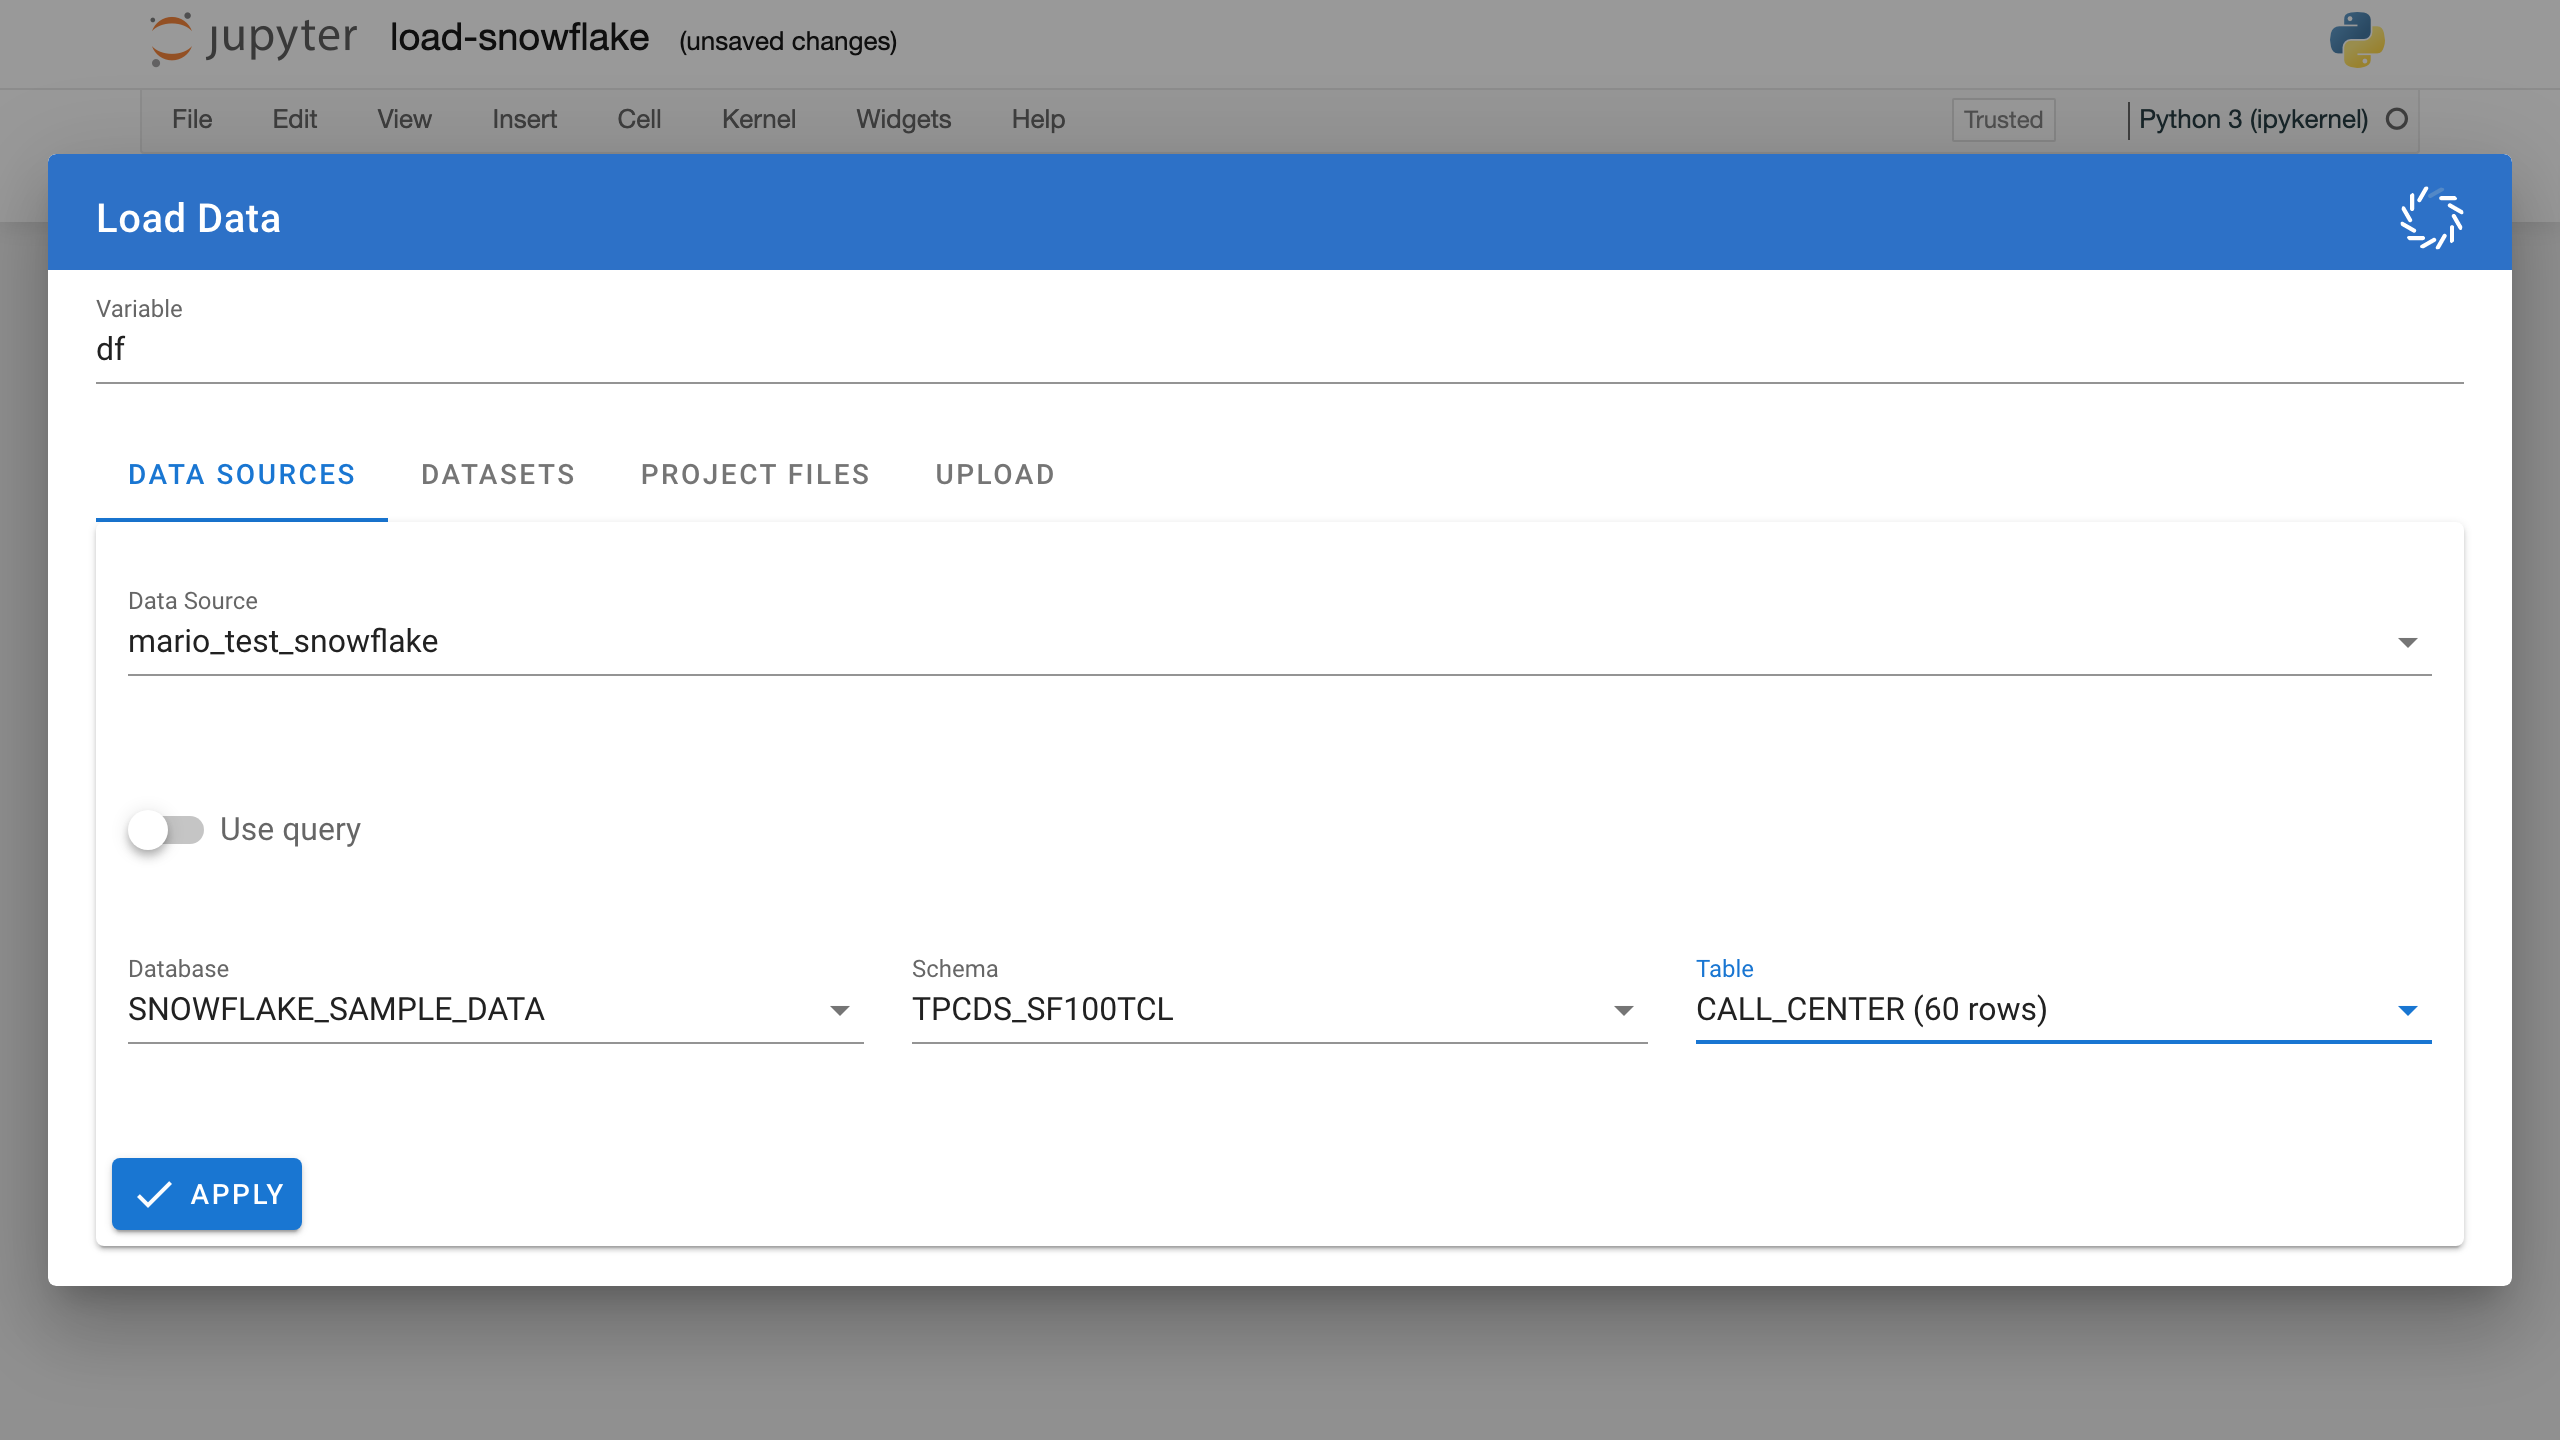 jupyter load-snowflake (unsaved changes)
File Edit View Insert Cell Kernel Widgets Help Trusted Python 3 (ipykernel)
Load Data
Variable
df
DATA SOURCES DATASETS PROJECT FILES UPLOAD
Data Source
mario_test_snowflake
Use query
Database Schema Table
SNOWFLAKE_SAMPLE_DATA TPCDS_SF100TCL CALL_CENTER (60 rows)
APPLY